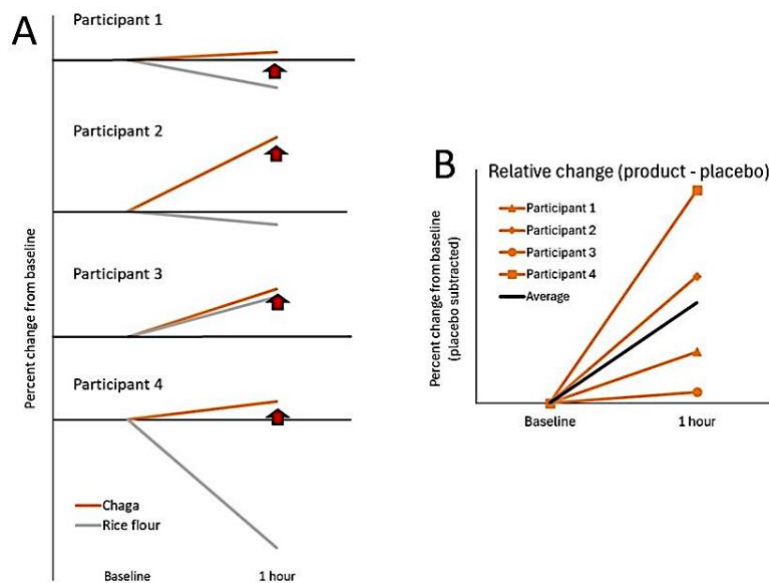 A
Participant 1
Participant 2
Participant 3
Participant 4
Percent change from baseline
Chaga
Rice flour
Baseline
1 hour
B
Relative change (product - placebo)
Participant 1
Participant 2
Participant 3
Participant 4
Average
Percent change from baseline
(placebo subtracted)
Baseline
1 hour